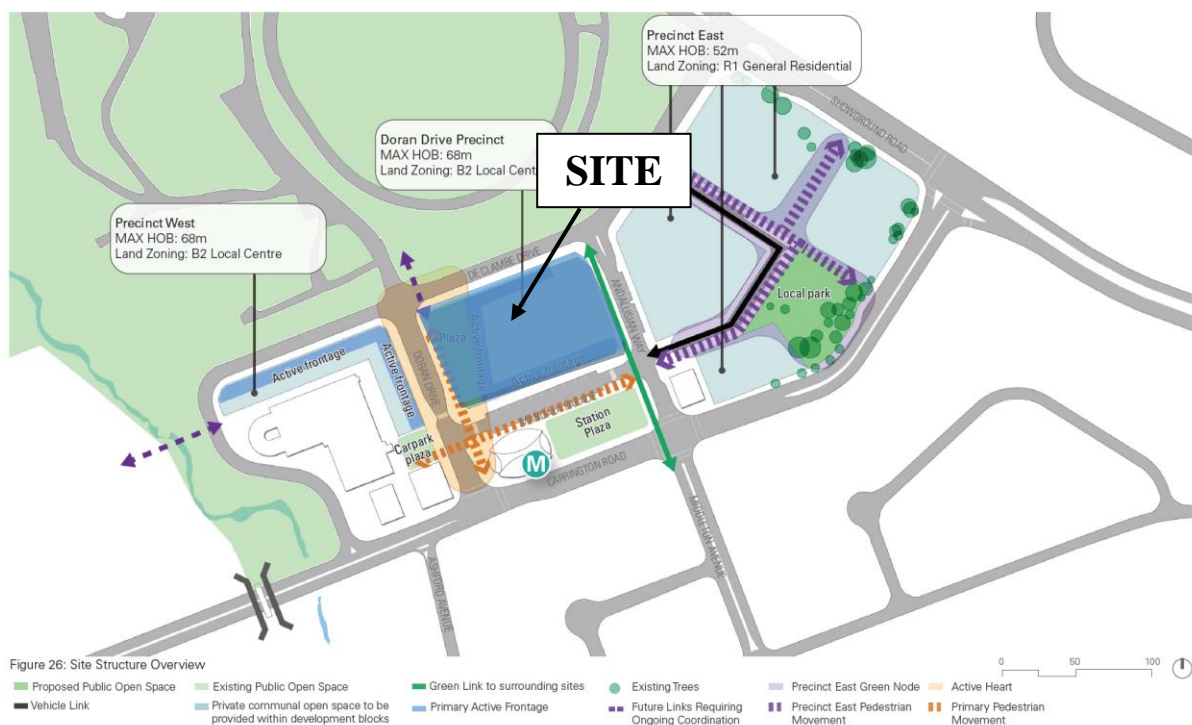 Precinct East
MAX HOB: 52m
Land Zoning: R1 General Residential
SHOWGROUND ROAD
Doran Drive Precinct
MAX HOB: 68m
Land Zoning: B2 Local Cent
SITE
Precinct West
MAX HOB: 68m
Land Zoning: B2 Local Centre
DE CLAMBE DRIVE
ANDALUSIAN WAY
Local park
Plaza
Active frontage
Active frontage
Active frontage
DORAN DRIVE
Active frontage
Station
Plaza
Carpark
plaza
M
CARRINGTON ROAD
MIDDLETON AVENUE
ASHFORD AVENUE
Figure 26: Site Structure Overview
0 50 100
Proposed Public Open Space
Existing Public Open Space
Green Link to surrounding sites
Existing Trees
Precinct East Green Node
Active Heart
Vehicle Link
Private communal open space to be
provided within development blocks
Primary Active Frontage
Future Links Requiring
Ongoing Coordination
Precinct East Pedestrian
Movement
Primary Pedestrian
Movement